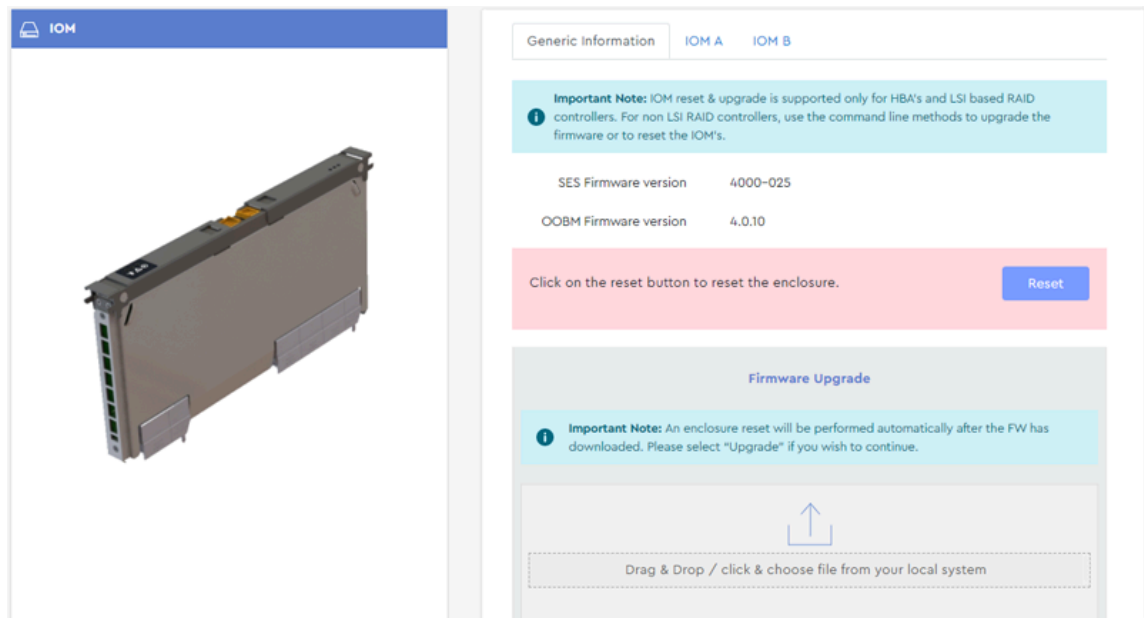 IOM
Generic Information
IOM A
IOM B
Important Note: IOM reset & upgrade is supported only for HBA's and LSI based RAID
controllers. For non LSI RAID controllers, use the command line methods to upgrade the
firmware or to reset the IOM's.
SES Firmware version 4000-025
OOBM Firmware version 4.0.10
Click on the reset button to reset the enclosure.
Reset
Firmware Upgrade
Important Note: An enclosure reset will be performed automatically after the FW has
downloaded. Please select "Upgrade" if you wish to continue.
Drag & Drop / click & choose file from your local system